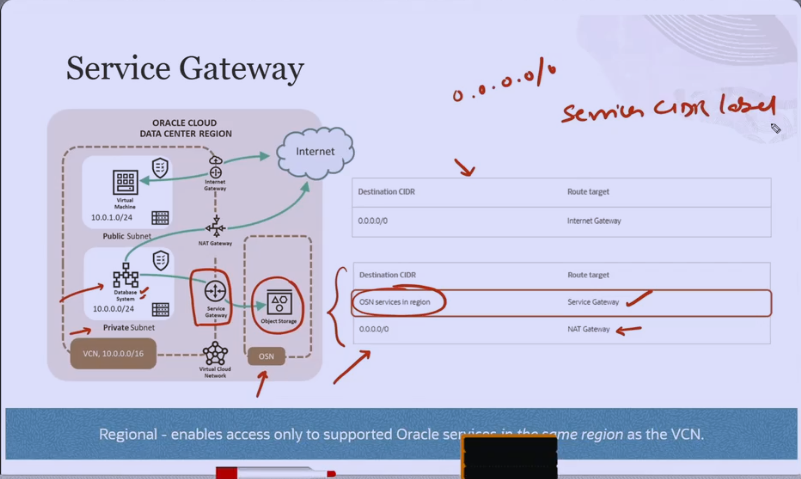 Service Gateway
0.0.0.0/0
Service CIDR label
ORACLE CLOUD
DATA CENTER REGION
Internet
Internet
Gateway
Virtual
Machine
10.0.1.0/24
Public Subnet
NAT Gateway
Database
System
10.0.0.0/24
Private Subnet
Service
Gateway
Object Storage
VCN, 10.0.0.0/16
Virtual Cloud
Network
OSN
Destination CIDR Route target
0.0.0.0/0 Internet Gateway
Destination CIDR Route target
OSN services in region Service Gateway
0.0.0.0/0 NAT Gateway
Regional - enables access only to supported Oracle services in the same region as the VCN.